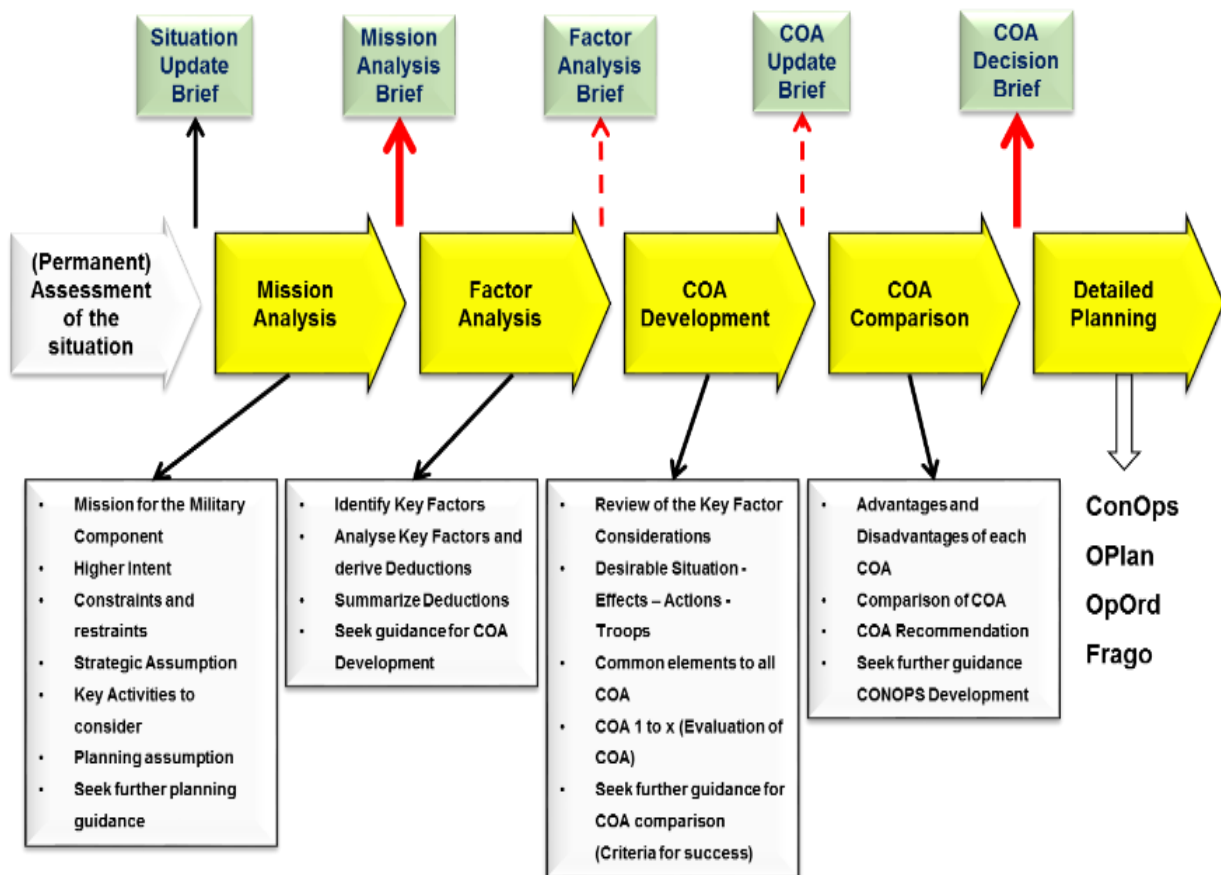 Situation
Update
Brief
Mission
Analysis
Brief
Factor
Analysis
Brief
COA
Update
Brief
COA
Decision
Brief
(Permanent)
Assessment
of the
situation
Mission
Analysis
Factor
Analysis
COA
Development
COA
Comparison
Detailed
Planning
• Mission for the Military
Component
• Higher Intent
• Constraints and
restraints
• Strategic Assumption
• Key Activities to
consider
• Planning assumption
• Seek further planning
guidance
• Identify Key Factors
• Analyse Key Factors and
derive Deductions
• Summarize Deductions
• Seek guidance for COA
Development
• Review of the Key Factor
Considerations
• Desirable Situation -
Effects – Actions -
Troops
• Common elements to all
COA
• COA 1 to x (Evaluation of
COA)
• Seek further guidance for
COA comparison
(Criteria for success)
• Advantages and
Disadvantages of each
COA
• Comparison of COA
• COA Recommendation
• Seek further guidance
CONOPS Development
ConOps
OPlan
OpOrd
Frago